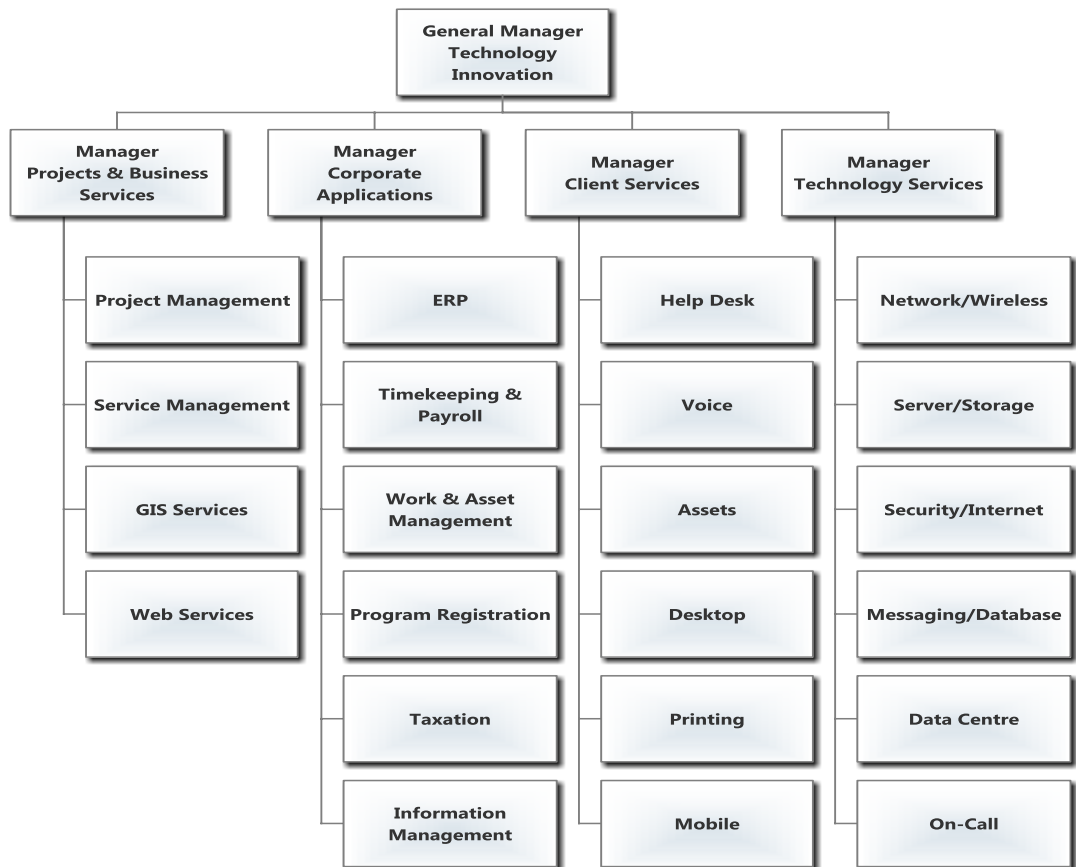 General Manager
Technology
Innovation
Manager
Projects & Business
Services
Manager
Corporate
Applications
Manager
Client Services
Manager
Technology Services
Project Management
Service Management
GIS Services
Web Services
ERP
Timekeeping &
Payroll
Work & Asset
Management
Program Registration
Taxation
Information
Management
Help Desk
Voice
Assets
Desktop
Printing
Mobile
Network/Wireless
Server/Storage
Security/Internet
Messaging/Database
Data Centre
On-Call